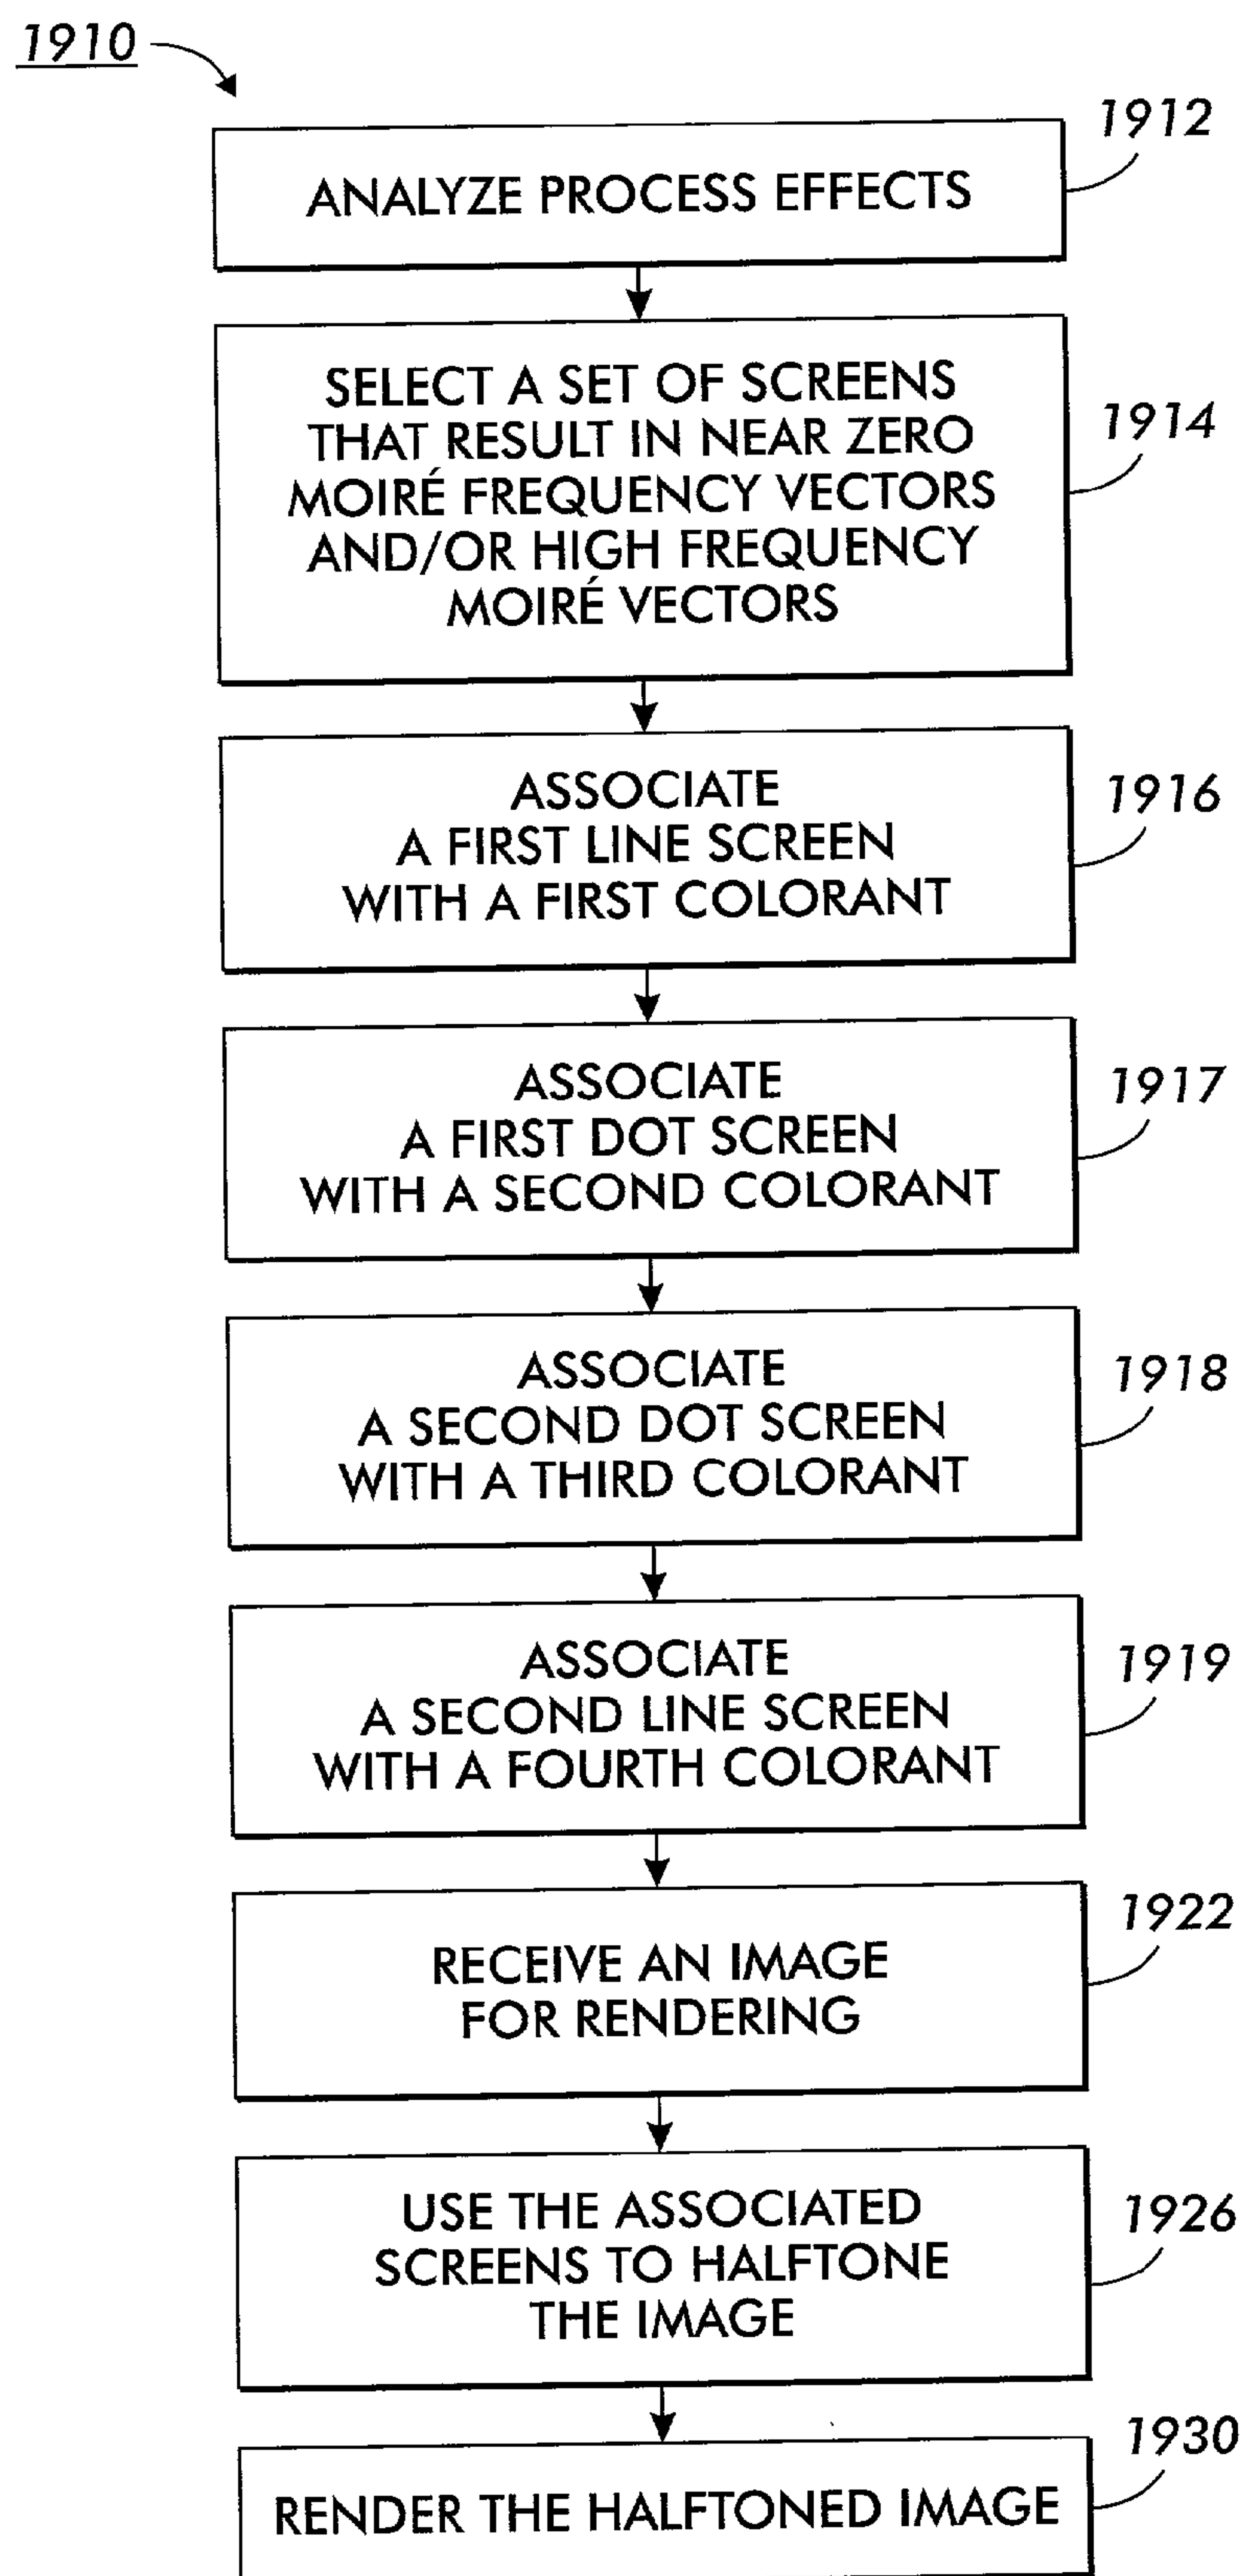 1910
1912
ANALYZE PROCESS EFFECTS
1914
SELECT A SET OF SCREENS
THAT RESULT IN NEAR ZERO
MOIRÉ FREQUENCY VECTORS
AND/OR HIGH FREQUENCY
MOIRÉ VECTORS
1916
ASSOCIATE
A FIRST LINE SCREEN
WITH A FIRST COLORANT
1917
ASSOCIATE
A FIRST DOT SCREEN
WITH A SECOND COLORANT
1918
ASSOCIATE
A SECOND DOT SCREEN
WITH A THIRD COLORANT
1919
ASSOCIATE
A SECOND LINE SCREEN
WITH A FOURTH COLORANT
1922
RECEIVE AN IMAGE
FOR RENDERING
1926
USE THE ASSOCIATED
SCREENS TO HALFTONE
THE IMAGE
1930
RENDER THE HALFTONED IMAGE